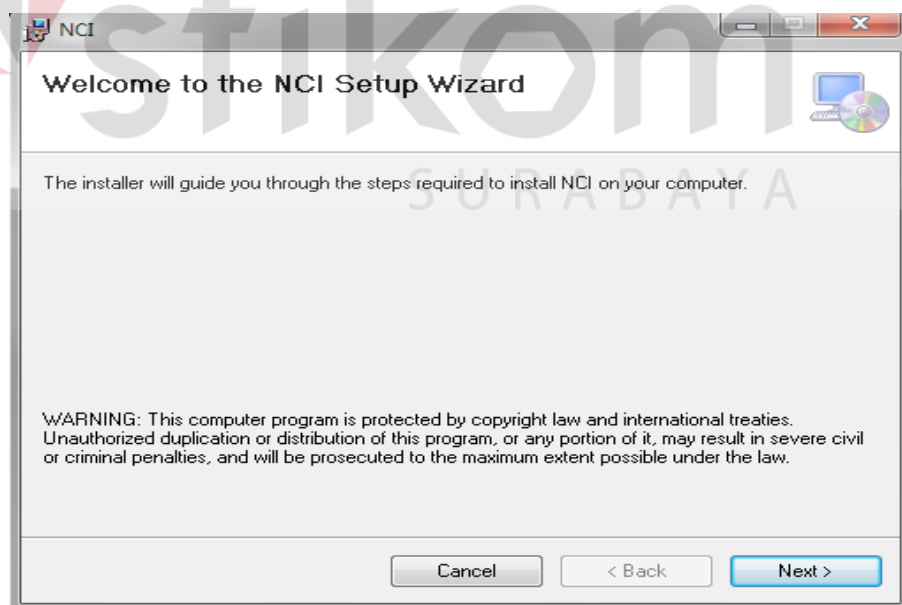 stikom
SURABAYA
NCI
Welcome to the NCI Setup Wizard
The installer will guide you through the steps required to install NCI on your computer.
WARNING: This computer program is protected by copyright law and international treaties.
Unauthorized duplication or distribution of this program, or any portion of it, may result in severe civil
or criminal penalties, and will be prosecuted to the maximum extent possible under the law.
Cancel
< Back
Next >